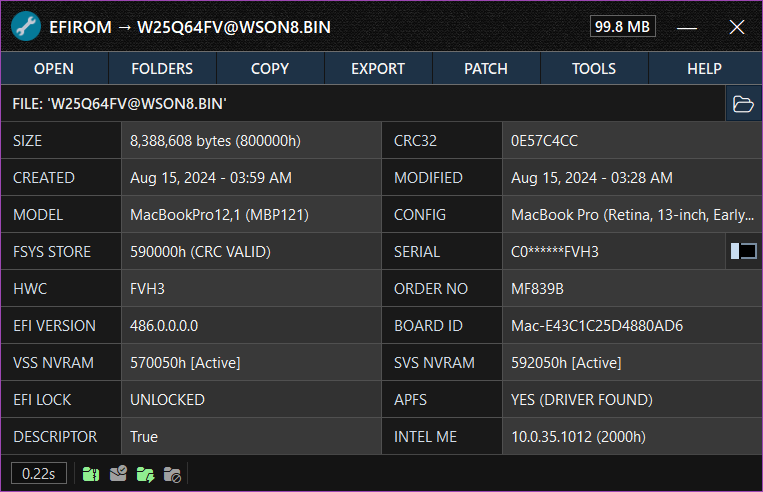 EFIROM → W25Q64FV@WSON8.BIN 99.8 MB
OPEN FOLDERS COPY EXPORT PATCH TOOLS HELP
FILE: 'W25Q64FV@WSON8.BIN'
SIZE 8,388,608 bytes (800000h) CRC32 0E57C4CC
CREATED Aug 15, 2024 - 03:59 AM MODIFIED Aug 15, 2024 - 03:28 AM
MODEL MacBookPro12,1 (MBP121) CONFIG MacBook Pro (Retina, 13-inch, Early...
FSYS STORE 590000h (CRC VALID) SERIAL C0******FVH3
HWC FVH3 ORDER NO MF839B
EFI VERSION 486.0.0.0.0 BOARD ID Mac-E43C1C25D4880AD6
VSS NVRAM 570050h [Active] SVS NVRAM 592050h [Active]
EFI LOCK UNLOCKED APFS YES (DRIVER FOUND)
DESCRIPTOR True INTEL ME 10.0.35.1012 (2000h)
0.22s